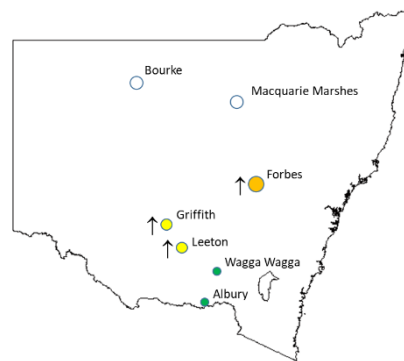 Bourke
Macquarie Marshes
Forbes
Griffith
Leeton
Wagga Wagga
Albury